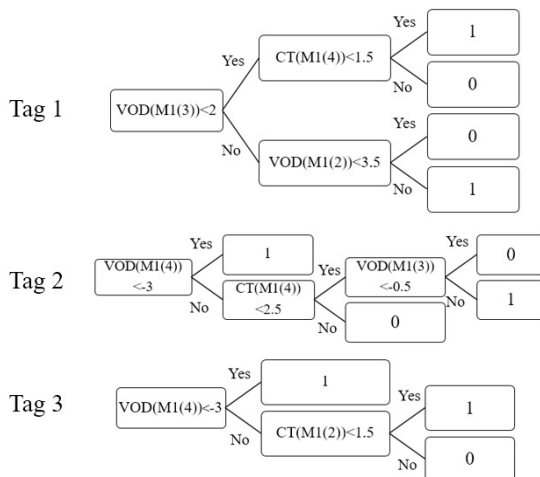 Yes
1
Yes
CT(M1(4))<1.5
No
0
Tag 1
VOD(M1(3))<2
Yes
0
No
VOD(M1(2))<3.5
No
1
Yes
1
Yes
0
Tag 2
VOD(M1(4))
<-3
Yes
VOD(M1(3))
<-0.5
No
CT(M1(4))
<2.5
No
1
No
0
Yes
1
Tag 3
VOD(M1(4))<-3
Yes
1
No
CT(M1(2))<1.5
No
0